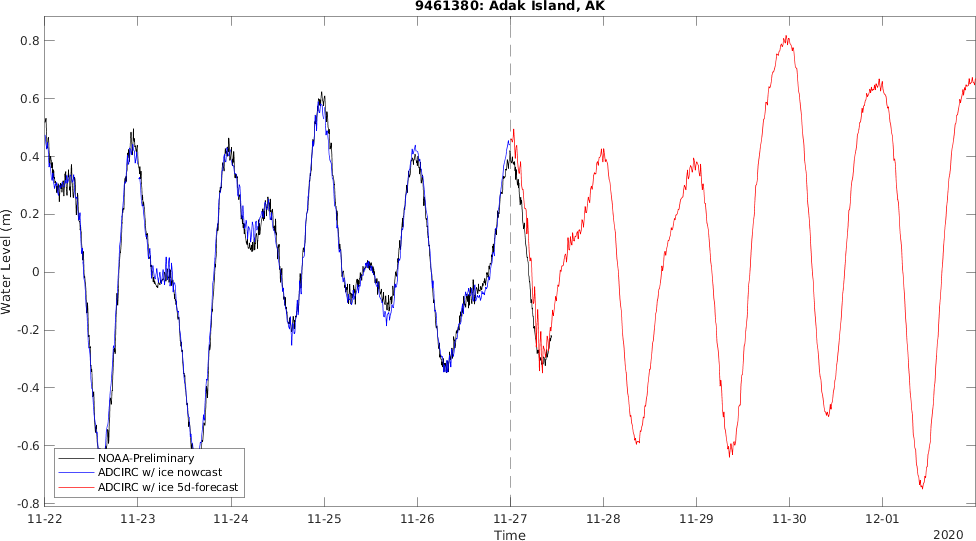 9461380: Adak Island, AK
0.8
0.6
0.4
0.2
0
-0.2
-0.4
-0.6
-0.8
Water Level (m)
NOAA-Preliminary
ADCIRC w/ ice nowcast
ADCIRC w/ ice 5d-forecast
11-22 11-23 11-24 11-25 11-26 11-27 11-28 11-29 11-30 12-01
Time
2020